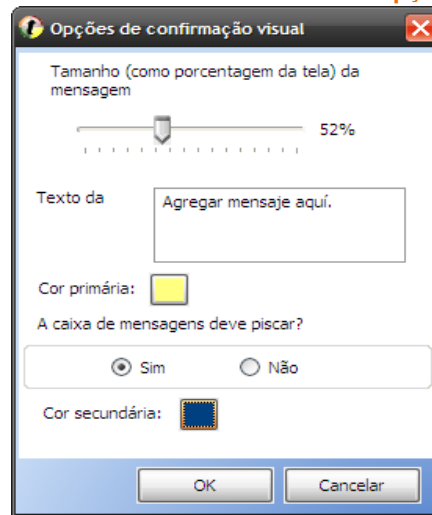 Opções de confirmação visual
Tamanho (como porcentagem da tela) da
mensagem
52%
Texto da
Agregar mensaje aquí.
Cor primária:
A caixa de mensagens deve piscar?
Sim
Não
Cor secundária:
OK
Cancelar